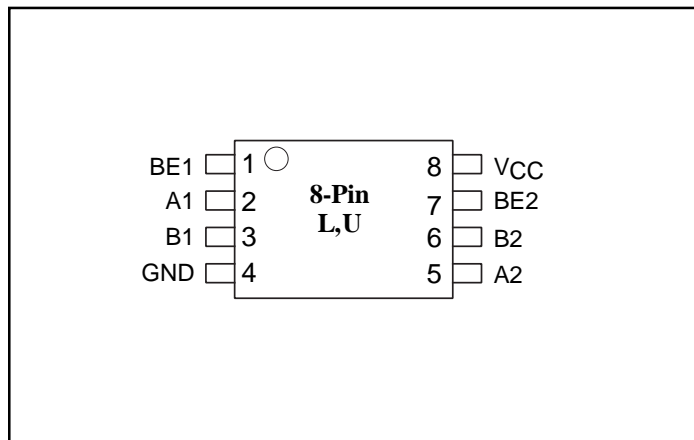 BE1 1 8 VCC
A1 2 8-Pin 7 BE2
L,U
B1 3 6 B2
GND 4 5 A2